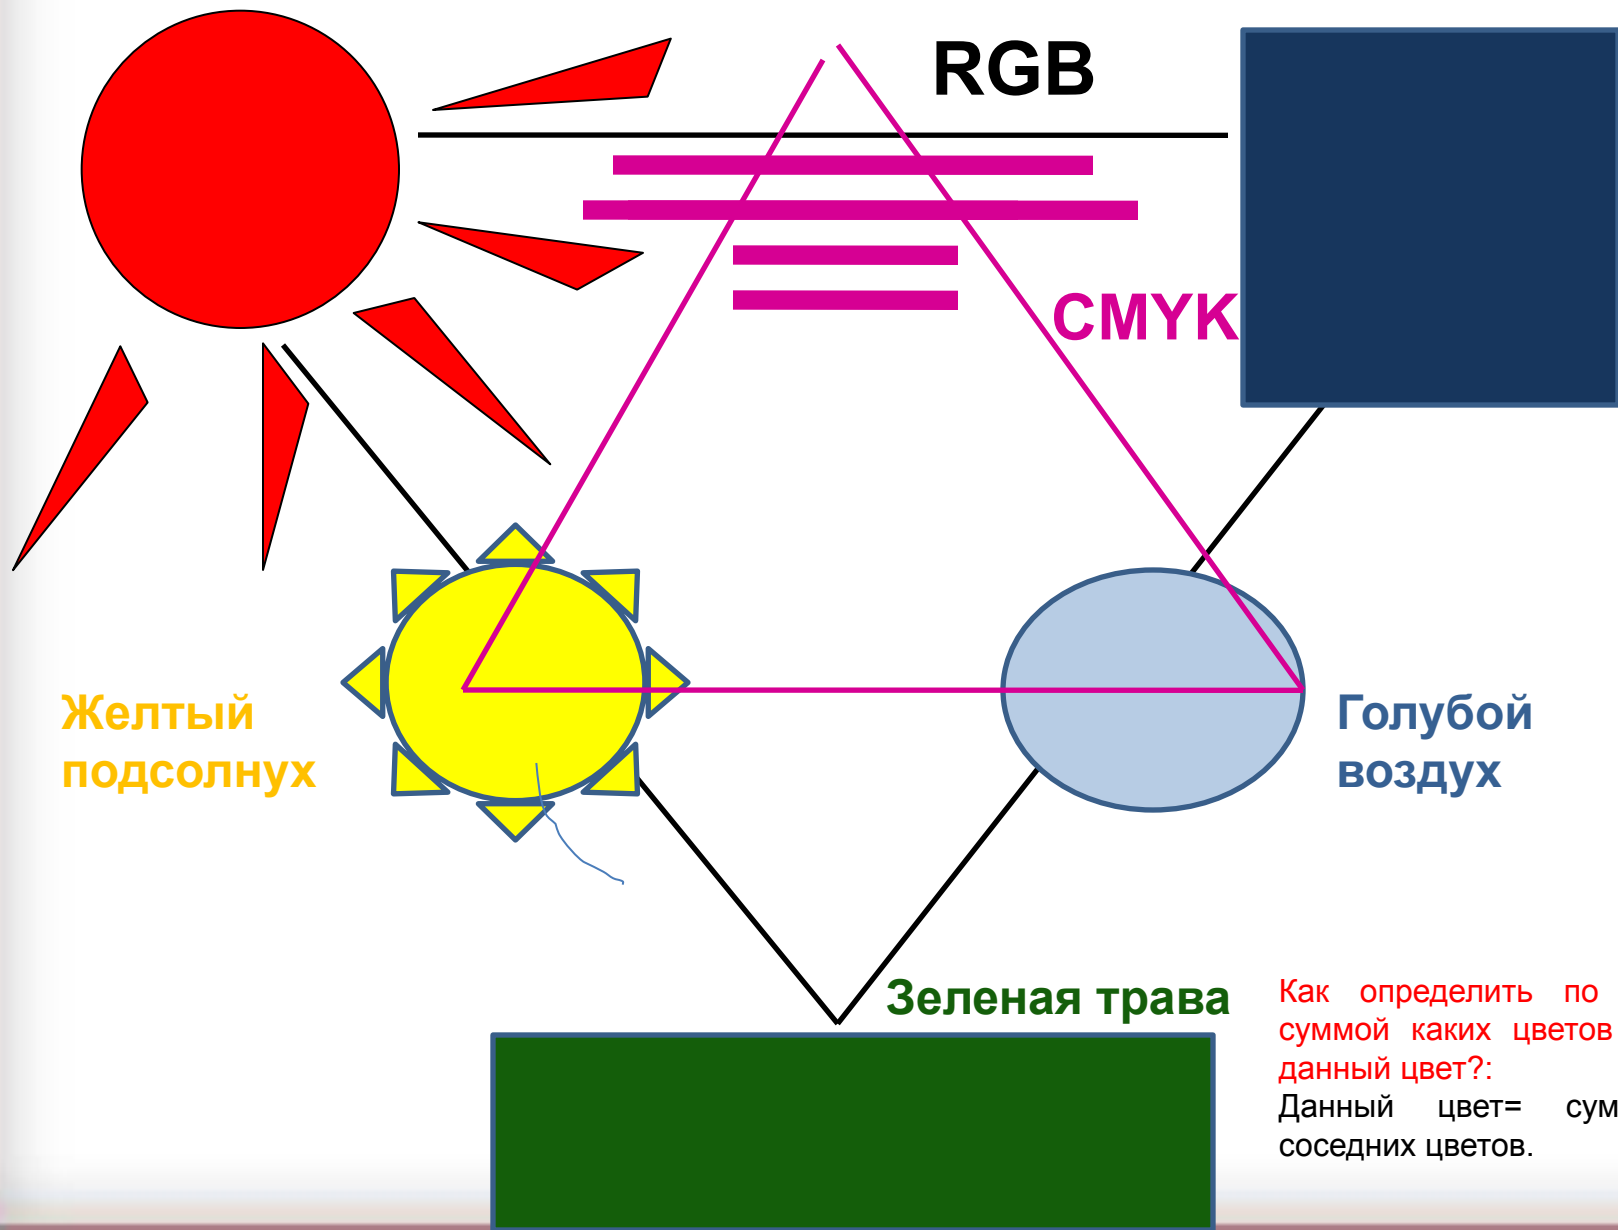 RGB
CMYK
Желтый
подсолнух
Голубой
воздух
Зеленая трава
Как определить по
суммой каких цветов
данный цвет?:
Данный цвет= сум
соседних цветов.